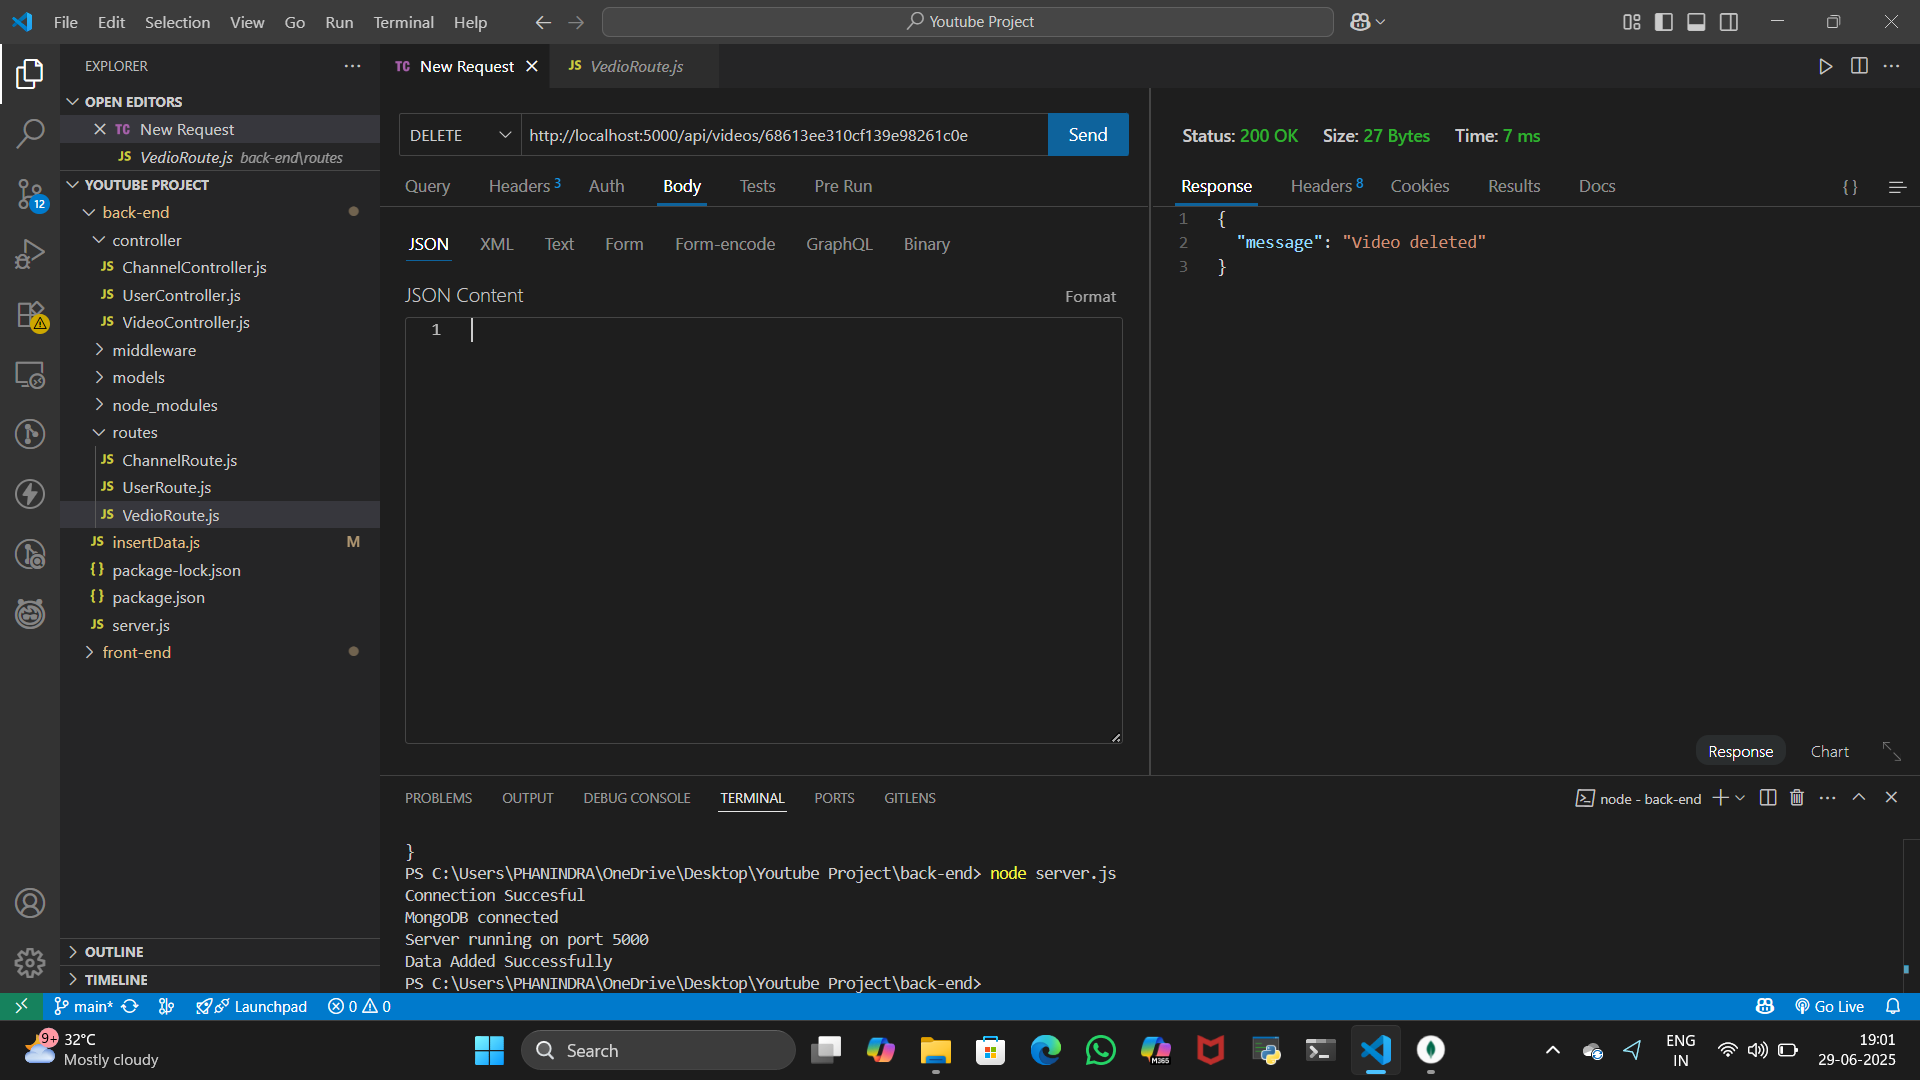 File Edit Selection View Go Run Terminal Help
Youtube Project
EXPLORER
OPEN EDITORS
TC New Request
JS VedioRoute.js back-end\routes
YOUTUBE PROJECT
12
back-end
controller
JS ChannelController.js
JS UserController.js
JS VideoController.js
middleware
models
node_modules
routes
JS ChannelRoute.js
JS UserRoute.js
JS VedioRoute.js
JS insertData.js M
{} package-lock.json
{} package.json
JS server.js
front-end
OUTLINE
TIMELINE
TC New Request
JS VedioRoute.js
DELETE http://localhost:5000/api/videos/68613ee310cf139e98261c0e Send
Query Headers 3 Auth Body Tests Pre Run
JSON XML Text Form Form-encode GraphQL Binary
JSON Content Format
1
Status: 200 OK Size: 27 Bytes Time: 7 ms
Response Headers 8 Cookies Results Docs {}
1 {
2 "message": "Video deleted"
3 }
Response Chart
PROBLEMS OUTPUT DEBUG CONSOLE TERMINAL PORTS GITLENS
node - back-end
}
PS C:\Users\PHANINDRA\OneDrive\Desktop\Youtube Project\back-end> node server.js
Connection Succesful
MongoDB connected
Server running on port 5000
Data Added Successfully
PS C:\Users\PHANINDRA\OneDrive\Desktop\Youtube Project\back-end>
main* Launchpad 0 0 Go Live
9+ 32°C
Mostly cloudy
Search
M365
ENG
IN
19:01
29-06-2025